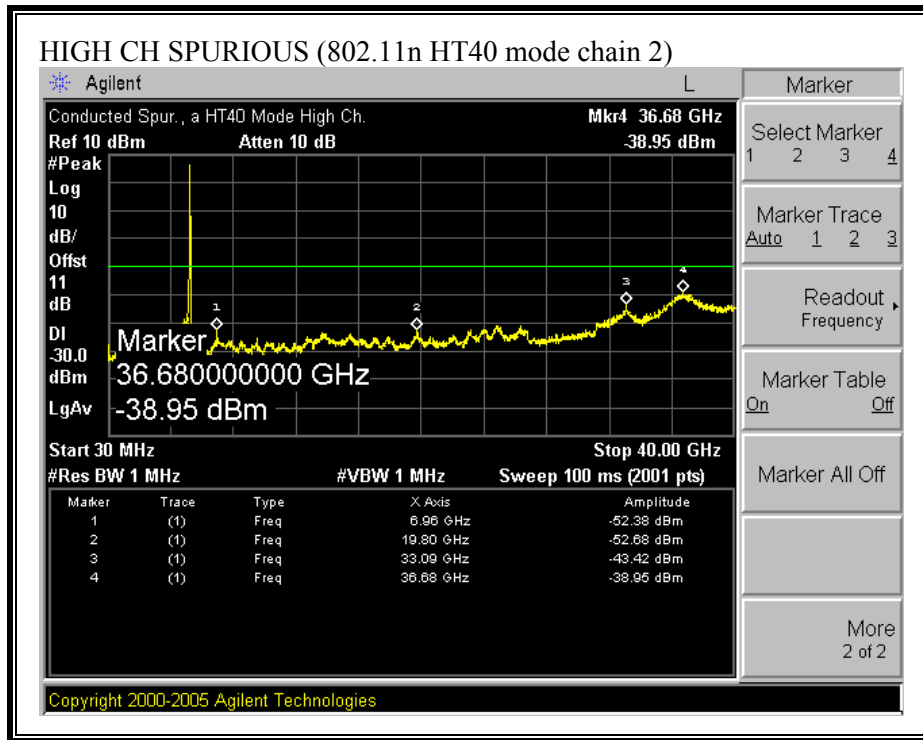 HIGH CH SPURIOUS (802.11n HT40 mode chain 2)
Agilent L Marker
Conducted Spur., a HT40 Mode High Ch. Mkr4 36.68 GHz
Ref 10 dBm Atten 10 dB -38.95 dBm
#Peak
Log
10
dB/
Offst
11
dB
DI
-30.0
dBm
LgAv
1
2
3
4
Marker
36.680000000 GHz
-38.95 dBm
Start 30 MHz Stop 40.00 GHz
#Res BW 1 MHz #VBW 1 MHz Sweep 100 ms (2001 pts)
Marker Trace Type X Axis Amplitude
1 (1) Freq 6.96 GHz -52.38 dBm
2 (1) Freq 19.80 GHz -52.68 dBm
3 (1) Freq 33.09 GHz -43.42 dBm
4 (1) Freq 36.68 GHz -38.95 dBm
Select Marker
1 2 3 4
Marker Trace
Auto 1 2 3
Readout
Frequency
Marker Table
On Off
Marker All Off
More
2 of 2
Copyright 2000-2005 Agilent Technologies